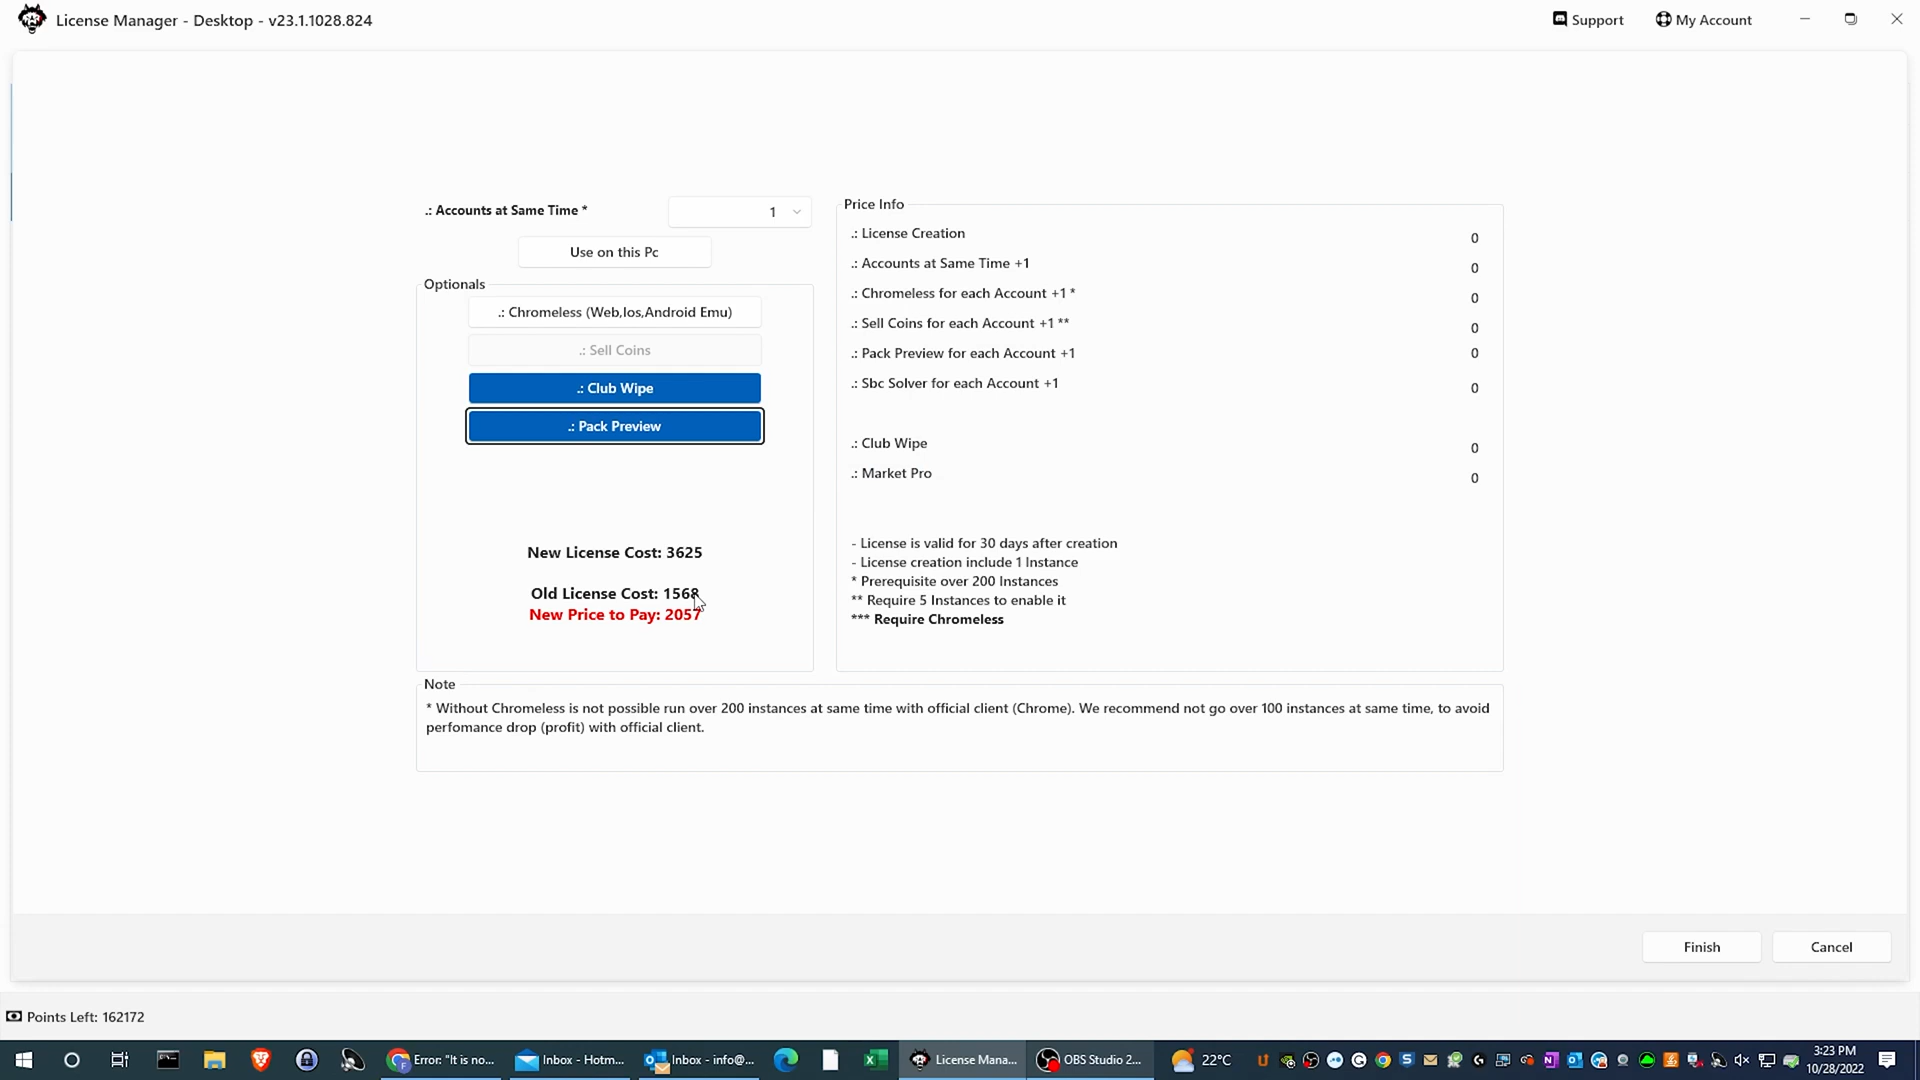 License Manager - Desktop - v23.1.1028.824
Support
My Account
.: Accounts at Same Time *
1
Use on this Pc
Optionals
.: Chromeless (Web,Ios,Android Emu)
.: Sell Coins
.: Club Wipe
.: Pack Preview
New License Cost: 3625
Old License Cost: 1568
New Price to Pay: 2057
Price Info
.: License Creation 0
.: Accounts at Same Time +1 0
.: Chromeless for each Account +1 * 0
.: Sell Coins for each Account +1 ** 0
.: Pack Preview for each Account +1 0
.: Sbc Solver for each Account +1 0
.: Club Wipe 0
.: Market Pro 0
- License is valid for 30 days after creation
- License creation include 1 Instance
* Prerequisite over 200 Instances
** Require 5 Instances to enable it
*** Require Chromeless
Note
* Without Chromeless is not possible run over 200 instances at same time with official client (Chrome). We recommend not go over 100 instances at same time, to avoid
perfomance drop (profit) with official client.
Finish
Cancel
Points Left: 162172
Error: "It is no...
Inbox - Hotm...
Inbox - info@...
License Mana...
OBS Studio 2...
22°C
3:23 PM
10/28/2022